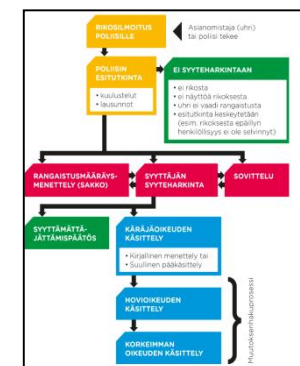 RIKOSILMOITUS
POLIISILLE
Asianomistaja (uhri)
tai poliisi tekee
POLIISIN
ESITUTKINTA
• kuulustelut
• lausunnot
EI SYYTEHARKINTAAN
• ei rikosta
• ei näyttöä rikoksesta
• uhri ei vaadi rangaistusta
• esitutkinta keskeytetään
(esim. rikoksesta epäillyn
henkilöllisyys ei ole selvinnyt)
RANGAISTUSMÄÄRÄYS-
MENETTELY (SAKKO)
SYYTTÄJÄN
SYYTEHARKINTA
SOVITTELU
SYYTTÄMÄTTÄ-
JÄTTÄMISPÄÄTÖS
KÄRÄJÄOIKEUDEN
KÄSITTELY
• Kirjallinen menettely tai
• Suullinen pääkäsittely
HOVIOIKEUDEN
KÄSITTELY
KORKEIMMAN
OIKEUDEN KÄSITTELY
Muutoksenhakuprosessi